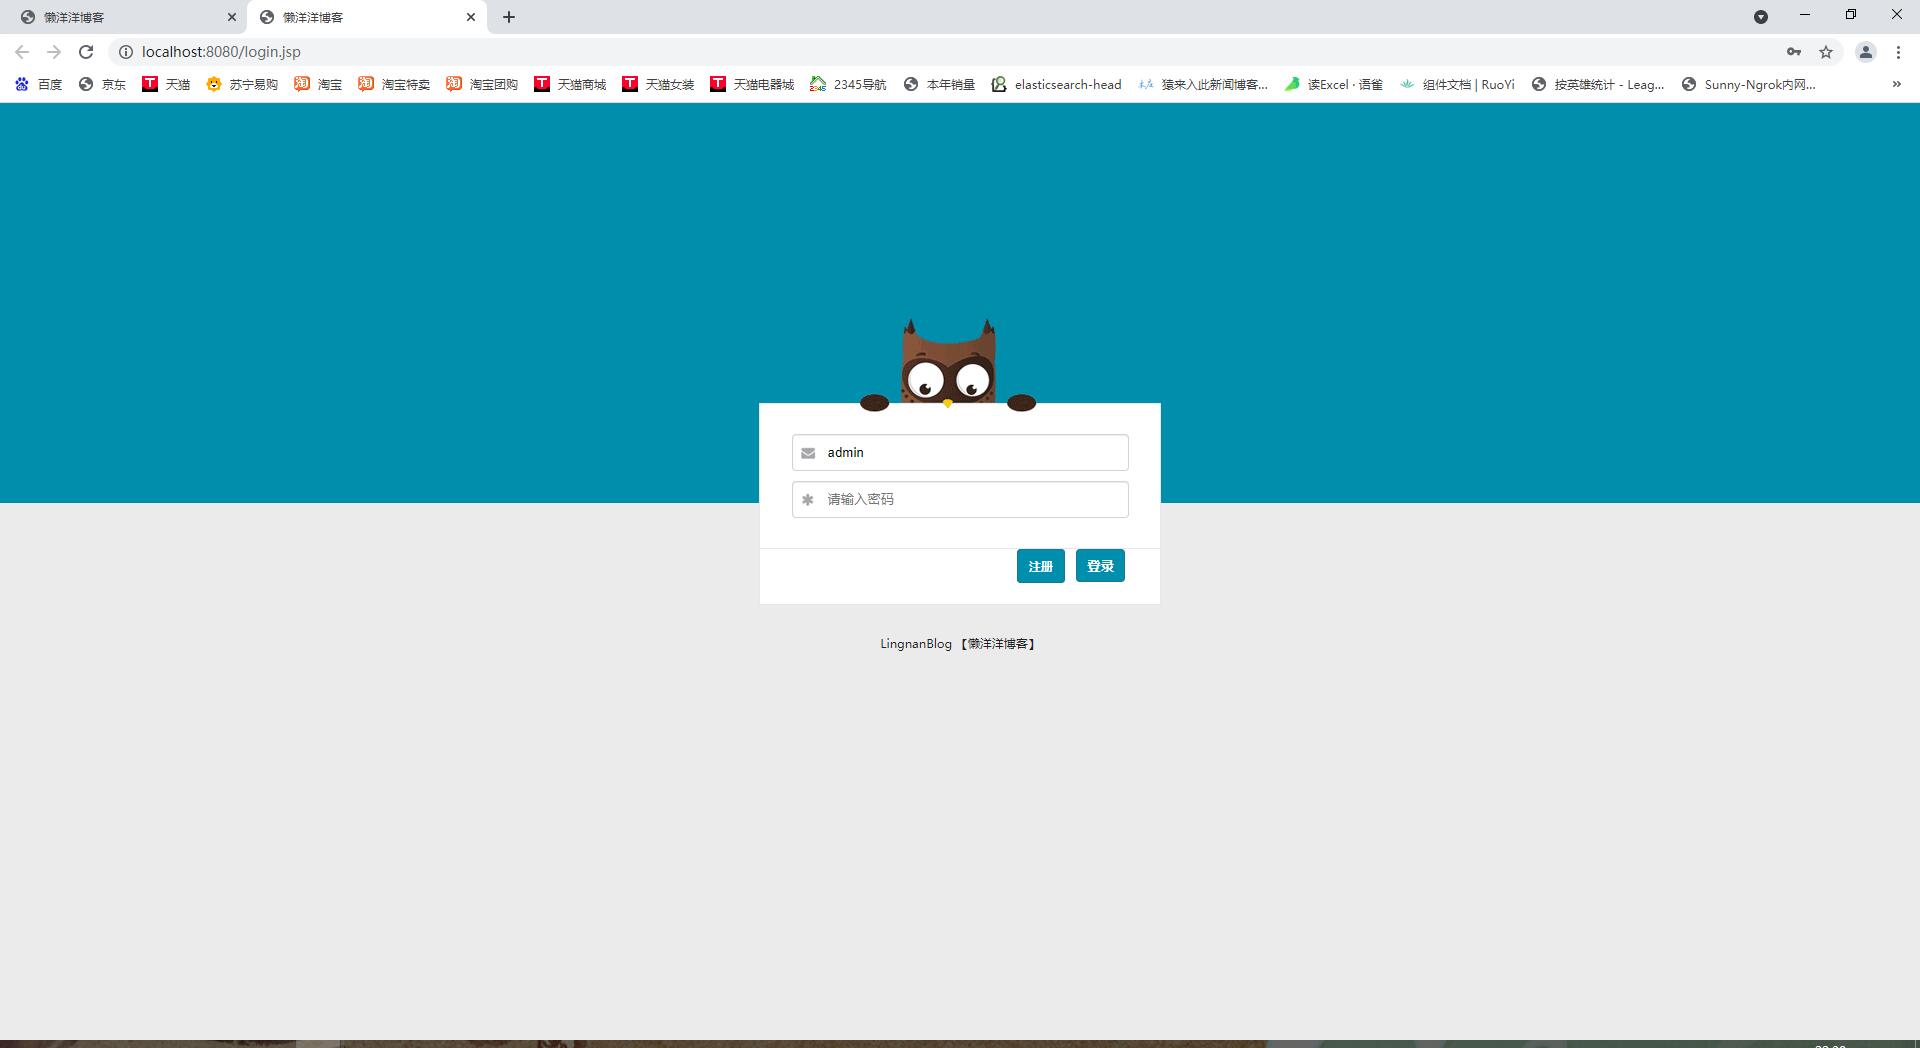 懒洋洋博客 懒洋洋博客
localhost:8080/login.jsp
百度 京东 天猫 苏宁易购 淘宝 淘宝特卖 淘宝团购 天猫商城 天猫女装 天猫电器城 2345导航 本年销量 elasticsearch-head 猿来入此新闻博客... 读Excel · 语雀 组件文档 | RuoYi 按英雄统计 - Leag... Sunny-Ngrok内网...
admin
请输入密码
注册 登录
LingnanBlog 【懒洋洋博客】